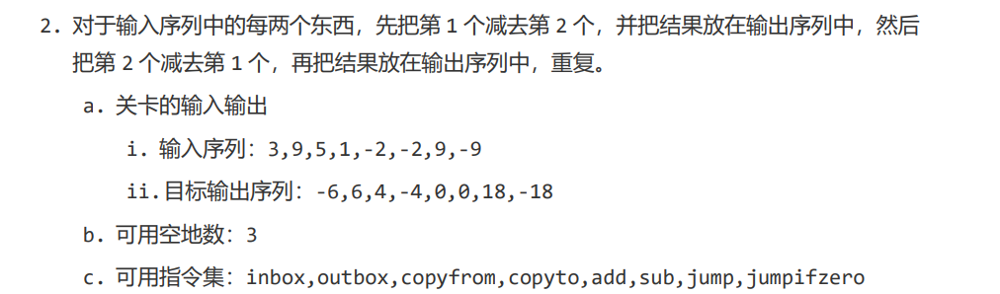 2. 对于输入序列中的每两个东西，先把第 1 个减去第 2 个，并把结果放在输出序列中，然后
把第 2 个减去第 1 个，再把结果放在输出序列中，重复。
a. 关卡的输入输出
i. 输入序列：3,9,5,1,-2,-2,9,-9
ii.目标输出序列：-6,6,4,-4,0,0,18,-18
b. 可用空地数：3
c. 可用指令集：inbox,outbox,copyfrom,copyto,add,sub,jump,jumpifzero